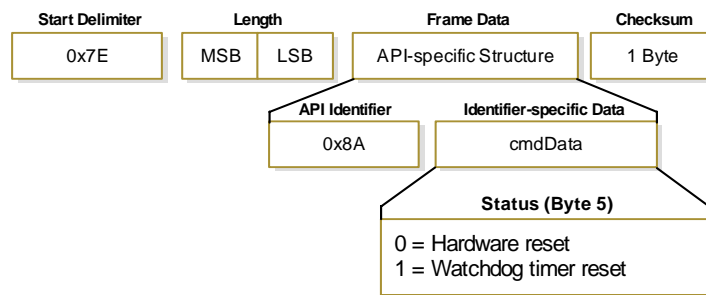 Start Delimiter Length Frame Data Checksum
0x7E MSB LSB API-specific Structure 1 Byte
API Identifier Identifier-specific Data
0x8A cmdData
Status (Byte 5)
0 = Hardware reset
1 = Watchdog timer reset